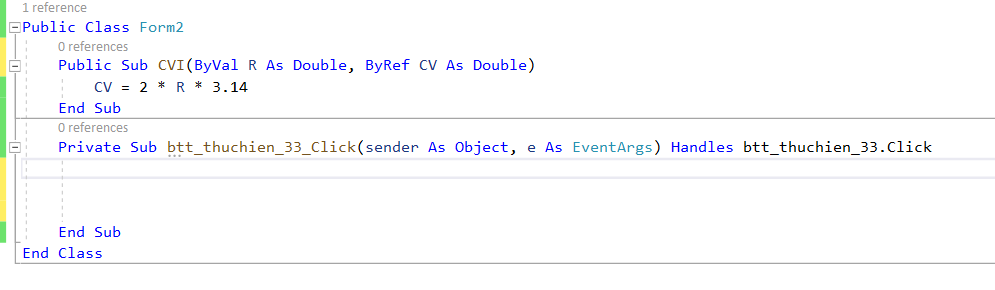 1 reference
Public Class Form2
0 references
Public Sub CVI(ByVal R As Double, ByRef CV As Double)
CV = 2 * R * 3.14
End Sub
0 references
Private Sub btt_thuchien_33_Click(sender As Object, e As EventArgs) Handles btt_thuchien_33.Click
End Sub
End Class